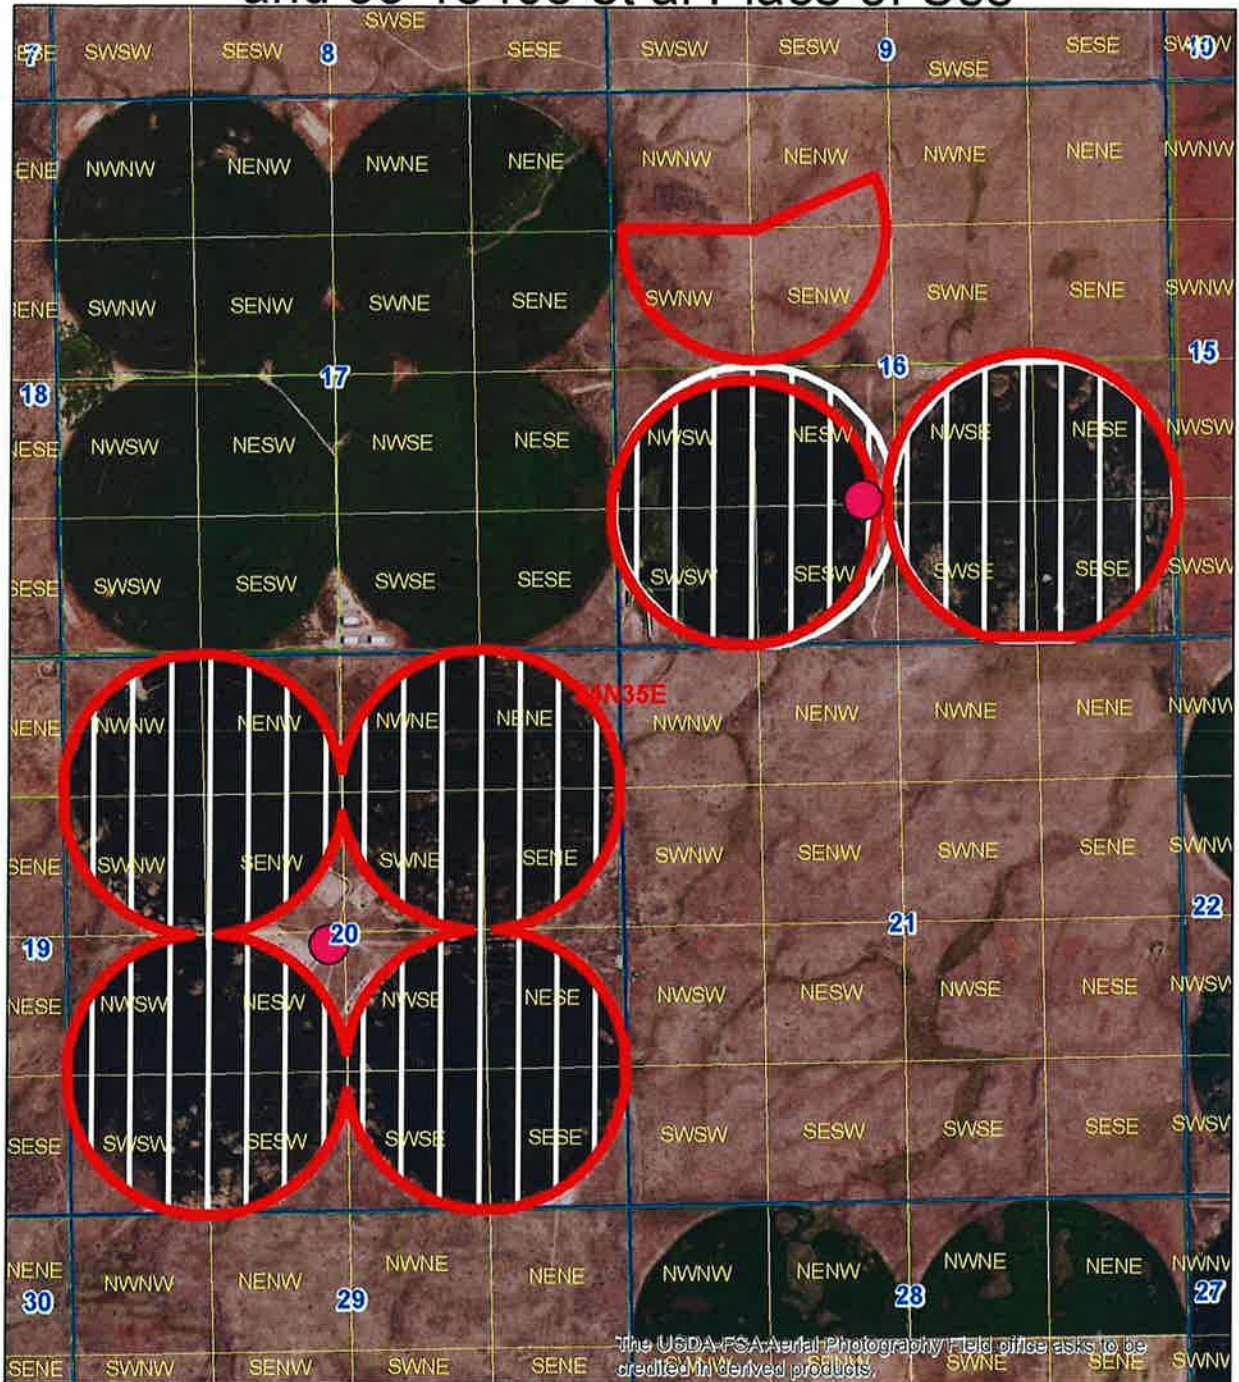 SWSE
7 SWSW SESW 8 SESE SWSW SESW 9 SESE 10
SWSE
ENE NWNW NENW NWNE NENE NWNW NENW NWNE NENE NWNW
SENE SWNW SENW SWNE SENE SWNW SENW SWNE SENE SWNW
18 17 16 15
NESE NWSW NESW NWSE NESE NWSW NESW NWSE NESE NWSW
SESE SWSW SESW SWSE SESE SWSW SESW SWSE SESE SWSW
N35E
NENE NWNW NENW NWNE NENE NWNW NENW NWNE NENE NWNW
SENE SWNW SENW SWNE SENE SWNW SENW SWNE SENE SWNW
19 20 21 22
NESE NWSW NESW NWSE NESE NWSW NESW NWSE NESE NWSW
SESE SWSW SESW SWSE SESE SWSW SESW SWSE SESE SWSW
NENE NWNW NENW NWNE NENE NWNW NENW NWNE NENE NWNW
30 29 28 27
The USDA-FSA Aerial Photography Field office asks to be
credited in derived products.
SENE SWNW SENW SWNE SENE SWNW SENW SWNE SENE SWNW